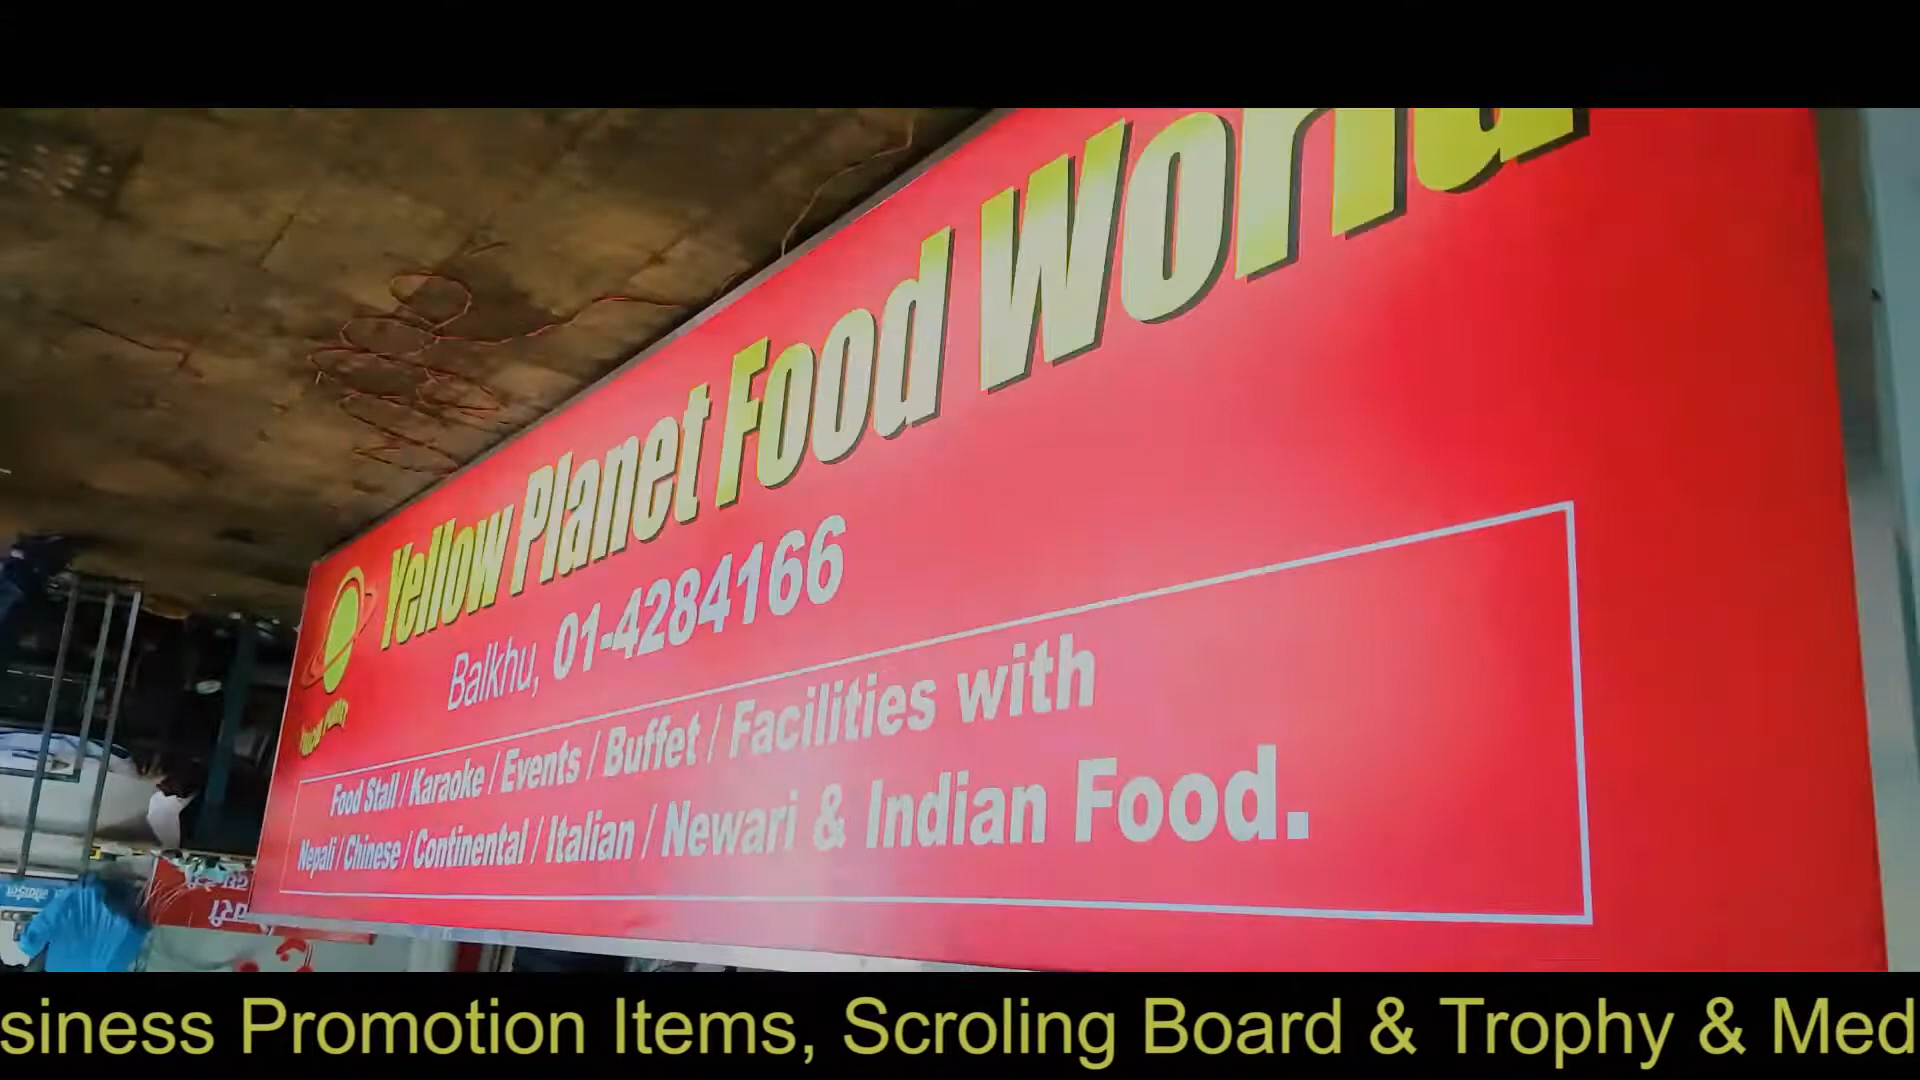 Yellow Planet Food World
Balkhu, 01-4284166
Food Stall / Karaoke / Events / Buffet / Facilities with
Nepali / Chinese / Continental / Italian / Newari & Indian Food.
siness Promotion Items, Scroling Board & Trophy & Med